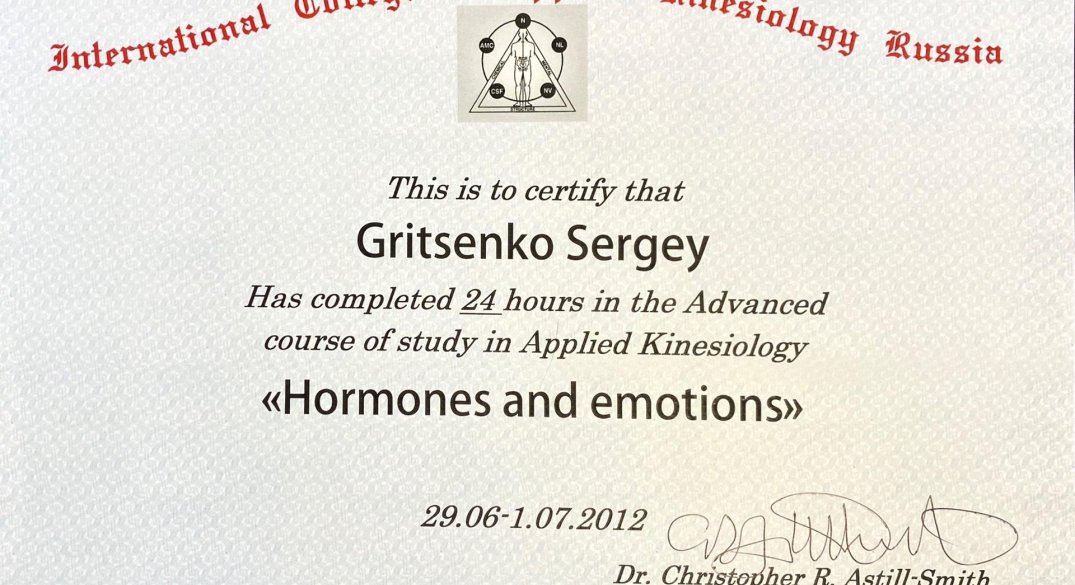 International Kinesiology Russia
N
AMC
NL
CSF
NV
This is to certify that
Gritsenko Sergey
Has completed 24 hours in the Advanced
course of study in Applied Kinesiology
«Hormones and emotions»
29.06-1.07.2012
Dr. Christopher R. Astill-Smith